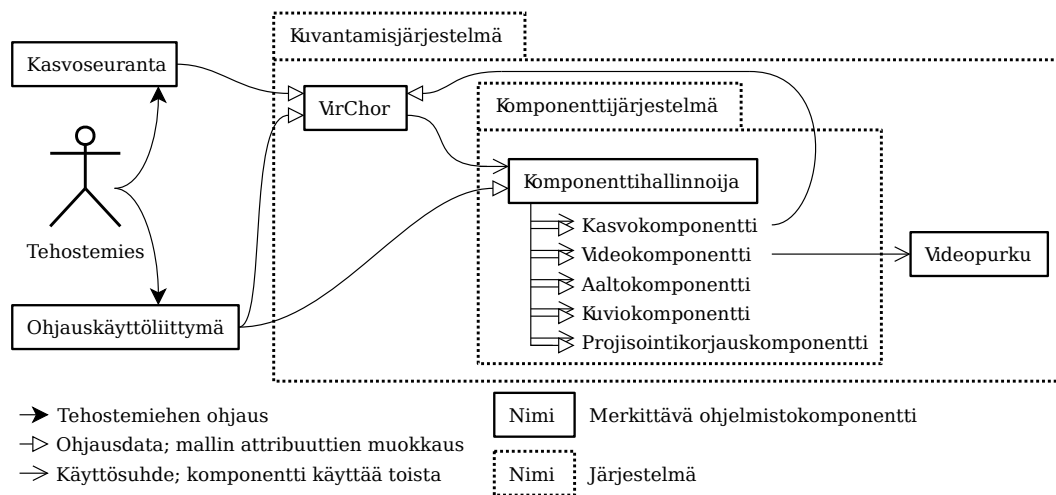 Kuvantamisjärjestelmä
Kasvoseuranta
VirChor
Komponenttijärjestelmä
Komponenttihallinnoija
Kasvokomponentti
Videokomponentti
Aaltokomponentti
Kuviokomponentti
Projisointikorjauskomponentti
Videopurku
Tehostemies
Ohjauskäyttöliittymä
Tehostemiehen ohjaus
Ohjausdata; mallin attribuuttien muokkaus
Käyttösuhde; komponentti käyttää toista
Nimi Merkittävä ohjelmistokomponentti
Nimi Järjestelmä